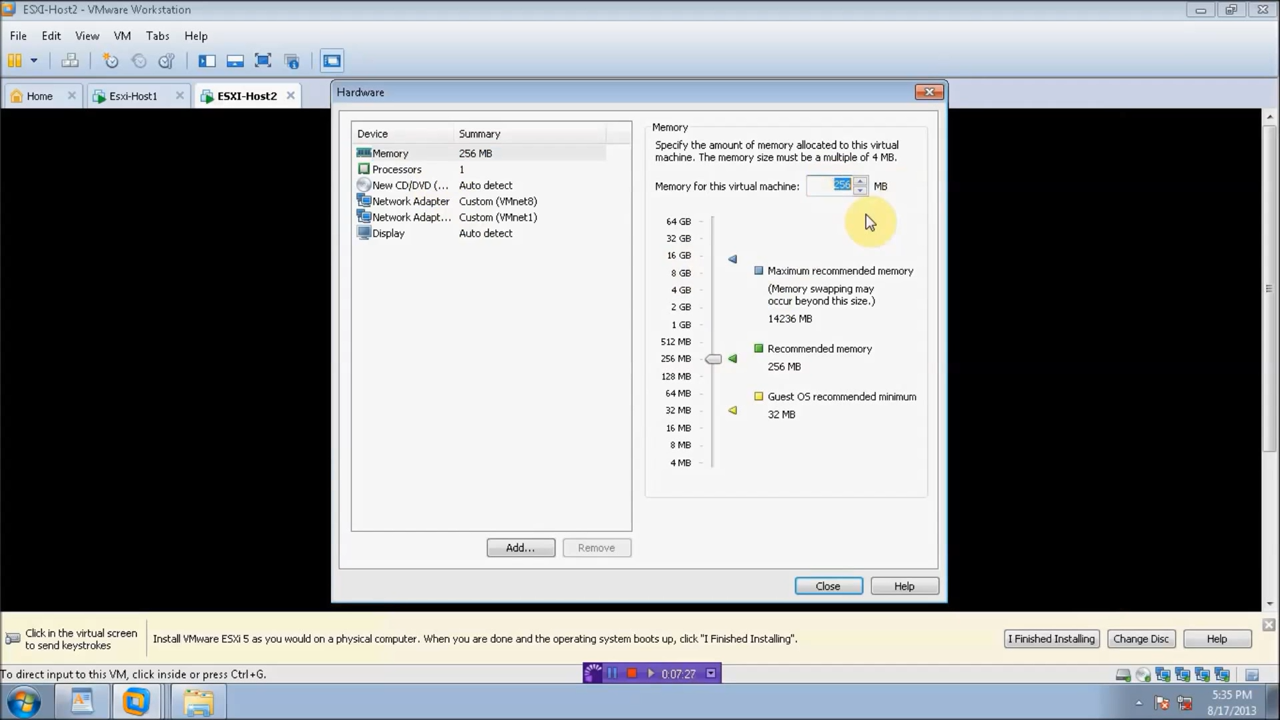 ESXI-Host2 - VMware Workstation
File Edit View VM Tabs Help
Home Esxi-Host1 ESXI-Host2
Hardware
Device Summary
Memory 256 MB
Processors 1
New CD/DVD (... Auto detect
Network Adapter Custom (VMnet8)
Network Adapt... Custom (VMnet1)
Display Auto detect
Add... Remove
Memory
Specify the amount of memory allocated to this virtual
machine. The memory size must be a multiple of 4 MB.
Memory for this virtual machine: 256 MB
64 GB
32 GB
16 GB
8 GB
4 GB
2 GB
1 GB
512 MB
256 MB
128 MB
64 MB
32 MB
16 MB
8 MB
4 MB
Maximum recommended memory
(Memory swapping may
occur beyond this size.)
14236 MB
Recommended memory
256 MB
Guest OS recommended minimum
32 MB
Close Help
Click in the virtual screen
to send keystrokes
Install VMware ESXi 5 as you would on a physical computer. When you are done and the operating system boots up, click "I Finished Installing".
I Finished Installing Change Disc Help
To direct input to this VM, click inside or press Ctrl+G.
0:07:27
5:35 PM
8/17/2013